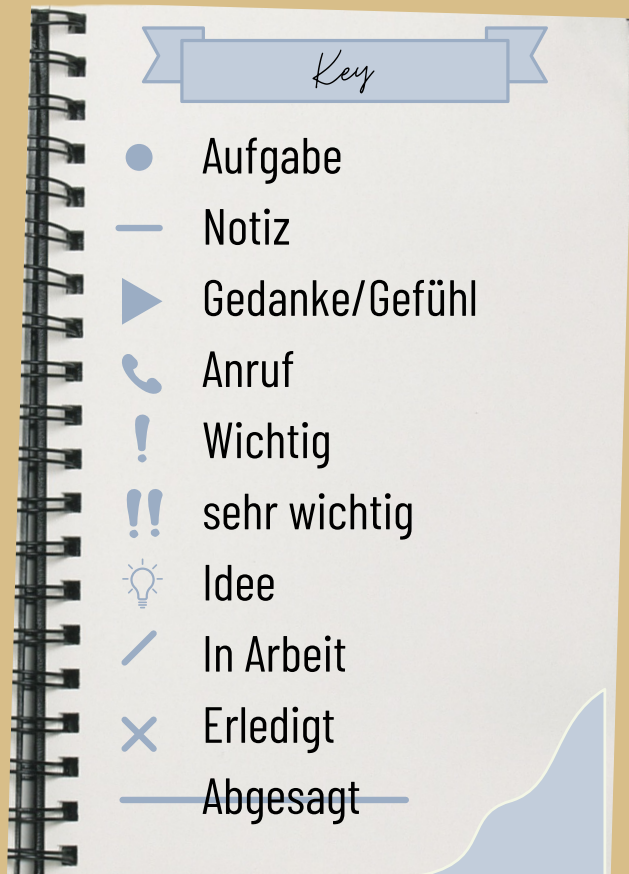 Key
Aufgabe
Notiz
Gedanke/Gefühl
Anruf
Wichtig
sehr wichtig
Idee
In Arbeit
Erledigt
Abgesagt